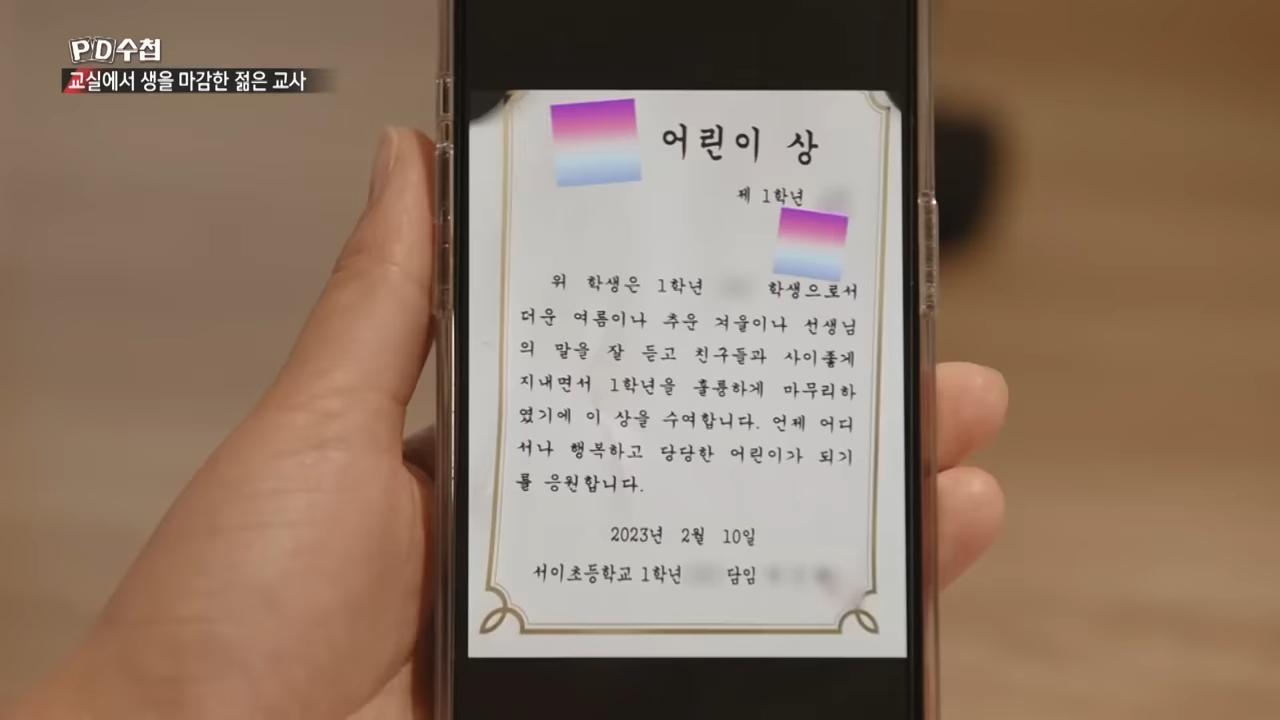 PD수첩
교실에서 생을 마감한 젊은 교사
어린이 상
제 1학년
위 학생은 1학년 학생으로서
더운 여름이나 추운 겨울이나 선생님
의 말을 잘 듣고 친구들과 사이좋게
지내면서 1학년을 훌륭하게 마무리하
였기에 이 상을 수여합니다. 언제 어디
서나 행복하고 당당한 어린이가 되기
를 응원합니다.
2023년 2월 10일
서이초등학교 1학년 담임